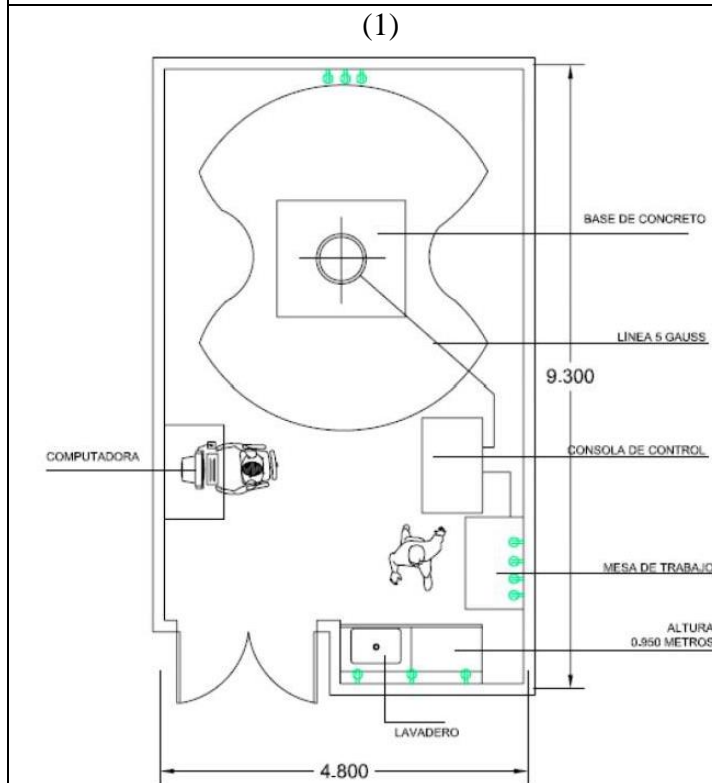 (1)
BASE DE CONCRETO
LÍNEA 5 GAUSS
9.300
CONSOLA DE CONTROL
COMPUTADORA
MESA DE TRABAJO
ALTURA
0.950 METROS
LAVADERO
4.800